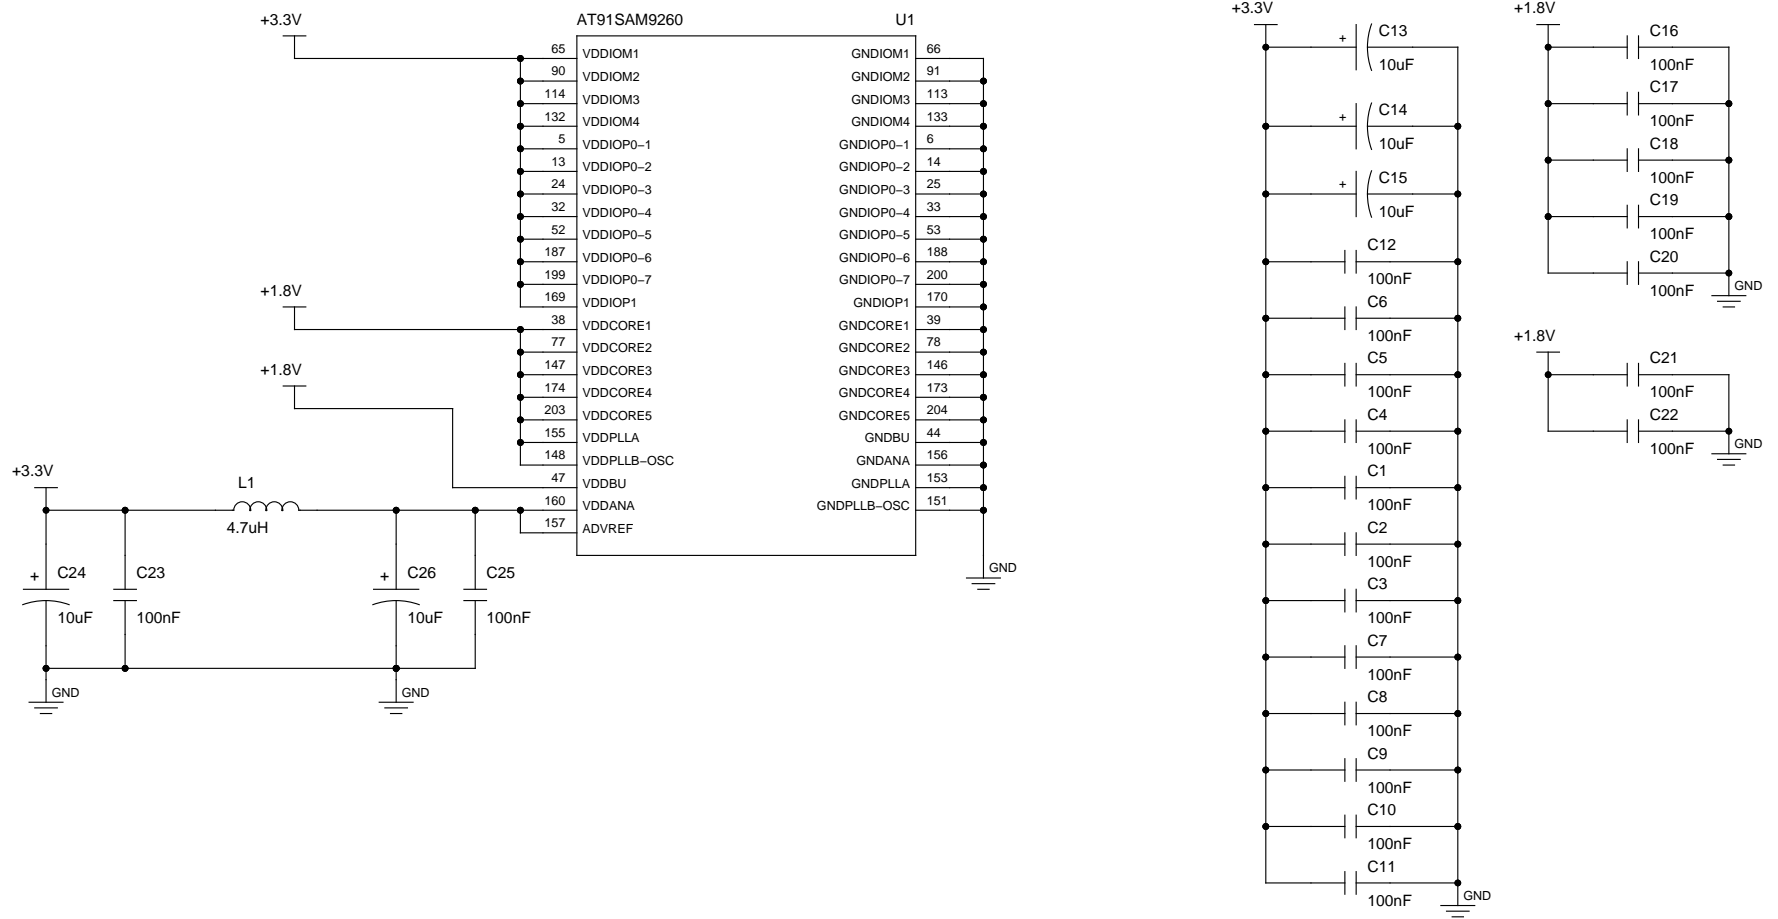 +3.3V
AT91SAM9260 U1
65 VDDIOM1 GNDIOM1 66
90 VDDIOM2 GNDIOM2 91
114 VDDIOM3 GNDIOM3 113
132 VDDIOM4 GNDIOM4 133
5 VDDIOP0-1 GNDIOP0-1 6
13 VDDIOP0-2 GNDIOP0-2 14
24 VDDIOP0-3 GNDIOP0-3 25
32 VDDIOP0-4 GNDIOP0-4 33
52 VDDIOP0-5 GNDIOP0-5 53
187 VDDIOP0-6 GNDIOP0-6 188
199 VDDIOP0-7 GNDIOP0-7 200
169 VDDIOP1 GNDIOP1 170
+1.8V
38 VDDCORE1 GNDCORE1 39
77 VDDCORE2 GNDCORE2 78
147 VDDCORE3 GNDCORE3 146
174 VDDCORE4 GNDCORE4 173
203 VDDCORE5 GNDCORE5 204
+1.8V
155 VDDPLLA GNDBU 44
148 VDDPLLB-OSC GNDANA 156
47 VDDBU GNDPLLA 153
160 VDDANA GNDPLLB-OSC 151
157 ADVREF
GND
+3.3V
L1
4.7uH
+ C24
10uF
C23
100nF
+ C26
10uF
C25
100nF
GND
GND
+3.3V
+ C13
10uF
+ C14
10uF
+ C15
10uF
C12
100nF
C6
100nF
C5
100nF
C4
100nF
C1
100nF
C2
100nF
C3
100nF
C7
100nF
C8
100nF
C9
100nF
C10
100nF
C11
100nF
GND
+1.8V
C16
100nF
C17
100nF
C18
100nF
C19
100nF
C20
100nF
GND
+1.8V
C21
100nF
C22
100nF
GND